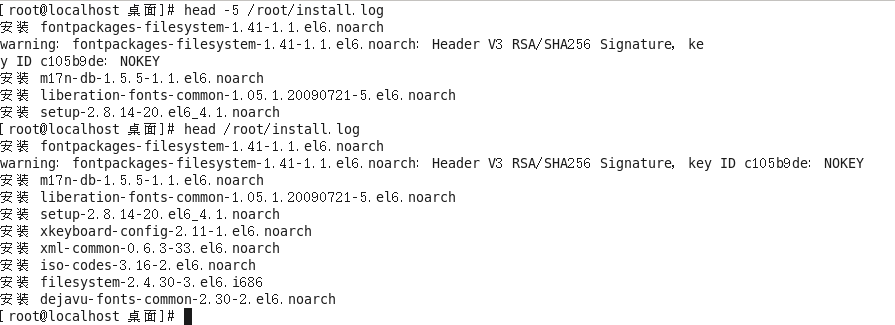 [root@localhost 桌面]# head -5 /root/install.log
安装 fontpackages-filesystem-1.41-1.1.el6.noarch
warning: fontpackages-filesystem-1.41-1.1.el6.noarch: Header V3 RSA/SHA256 Signature, ke
y ID c105b9de: NOKEY
安装 m17n-db-1.5.5-1.1.el6.noarch
安装 liberation-fonts-common-1.05.1.20090721-5.el6.noarch
安装 setup-2.8.14-20.el6_4.1.noarch
[root@localhost 桌面]# head /root/install.log
安装 fontpackages-filesystem-1.41-1.1.el6.noarch
warning: fontpackages-filesystem-1.41-1.1.el6.noarch: Header V3 RSA/SHA256 Signature, key ID c105b9de: NOKEY
安装 m17n-db-1.5.5-1.1.el6.noarch
安装 liberation-fonts-common-1.05.1.20090721-5.el6.noarch
安装 setup-2.8.14-20.el6_4.1.noarch
安装 xkeyboard-config-2.11-1.el6.noarch
安装 xml-common-0.6.3-33.el6.noarch
安装 iso-codes-3.16-2.el6.noarch
安装 filesystem-2.4.30-3.el6.i686
安装 dejavu-fonts-common-2.30-2.el6.noarch
[root@localhost 桌面]#